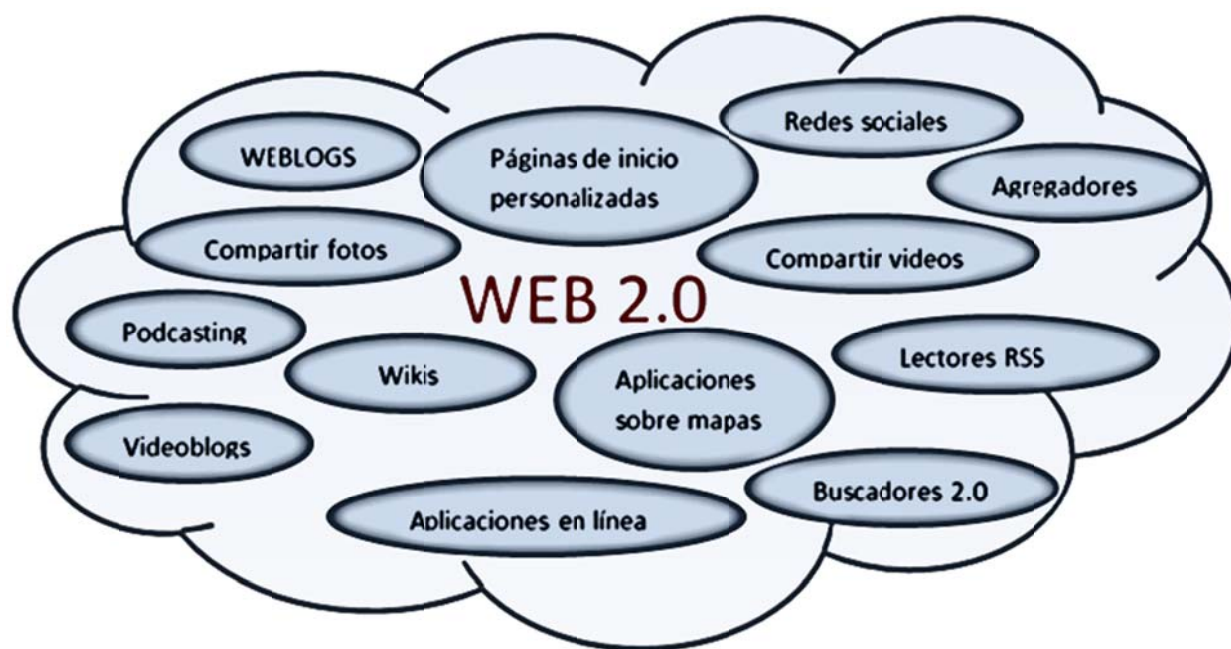 Redes sociales
WEBLOGS
Páginas de inicio
personalizadas
Agregadores
Compartir fotos
Compartir videos
WEB 2.0
Podcasting
Wikis
Aplicaciones
sobre mapas
Lectores RSS
Videoblogs
Buscadores 2.0
Aplicaciones en línea